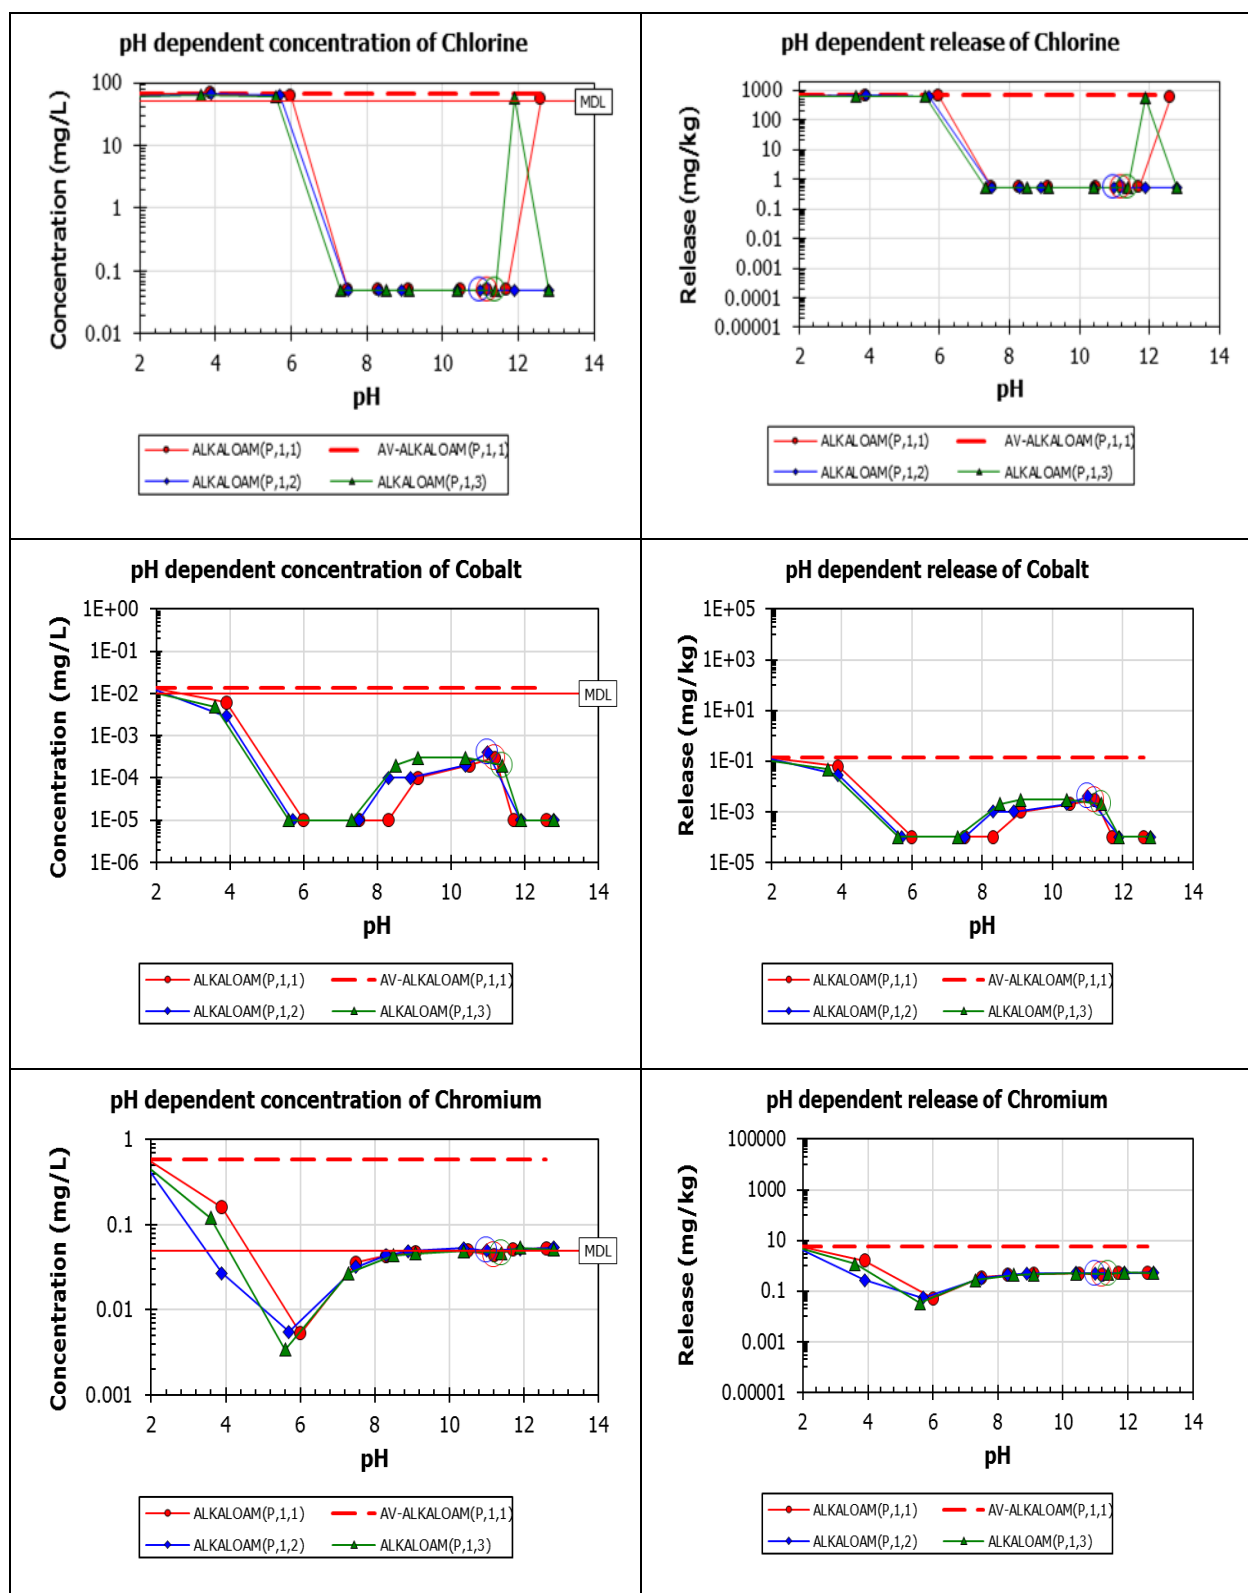 pH dependent concentration of Chlorine
Concentration (mg/L)
100
10
1
0.1
0.01
MDL
2 4 6 8 10 12 14
pH
ALKALOAM(P,1,1) AV-ALKALOAM(P,1,1)
ALKALOAM(P,1,2) ALKALOAM(P,1,3)
pH dependent release of Chlorine
Release (mg/kg)
1000
100
10
1
0.1
0.01
0.001
0.0001
0.00001
2 4 6 8 10 12 14
pH
ALKALOAM(P,1,1) AV-ALKALOAM(P,1,1)
ALKALOAM(P,1,2) ALKALOAM(P,1,3)
pH dependent concentration of Cobalt
Concentration (mg/L)
1E+00
1E-01
1E-02
1E-03
1E-04
1E-05
1E-06
MDL
2 4 6 8 10 12 14
pH
ALKALOAM(P,1,1) AV-ALKALOAM(P,1,1)
ALKALOAM(P,1,2) ALKALOAM(P,1,3)
pH dependent release of Cobalt
Release (mg/kg)
1E+05
1E+03
1E+01
1E-01
1E-03
1E-05
2 4 6 8 10 12 14
pH
ALKALOAM(P,1,1) AV-ALKALOAM(P,1,1)
ALKALOAM(P,1,2) ALKALOAM(P,1,3)
pH dependent concentration of Chromium
Concentration (mg/L)
1
0.1
0.01
0.001
MDL
2 4 6 8 10 12 14
pH
ALKALOAM(P,1,1) AV-ALKALOAM(P,1,1)
ALKALOAM(P,1,2) ALKALOAM(P,1,3)
pH dependent release of Chromium
Release (mg/kg)
100000
1000
10
0.1
0.001
0.00001
2 4 6 8 10 12 14
pH
ALKALOAM(P,1,1) AV-ALKALOAM(P,1,1)
ALKALOAM(P,1,2) ALKALOAM(P,1,3)